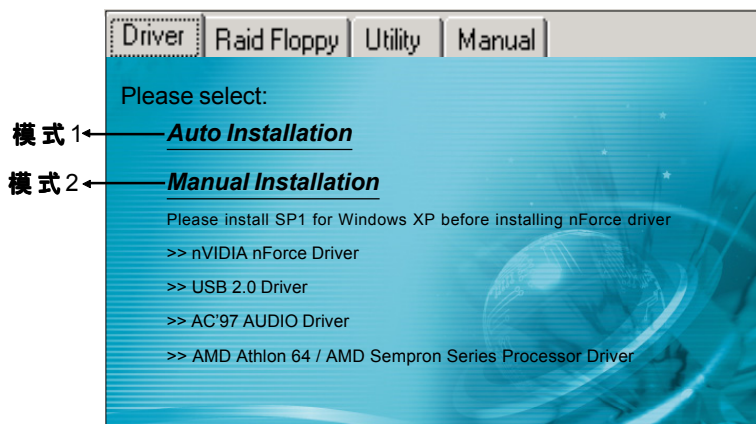 Driver Raid Floppy Utility Manual
Please select:
模式1 Auto Installation
模式2 Manual Installation
Please install SP1 for Windows XP before installing nForce driver
>> nVIDIA nForce Driver
>> USB 2.0 Driver
>> AC'97 AUDIO Driver
>> AMD Athlon 64 / AMD Sempron Series Processor Driver